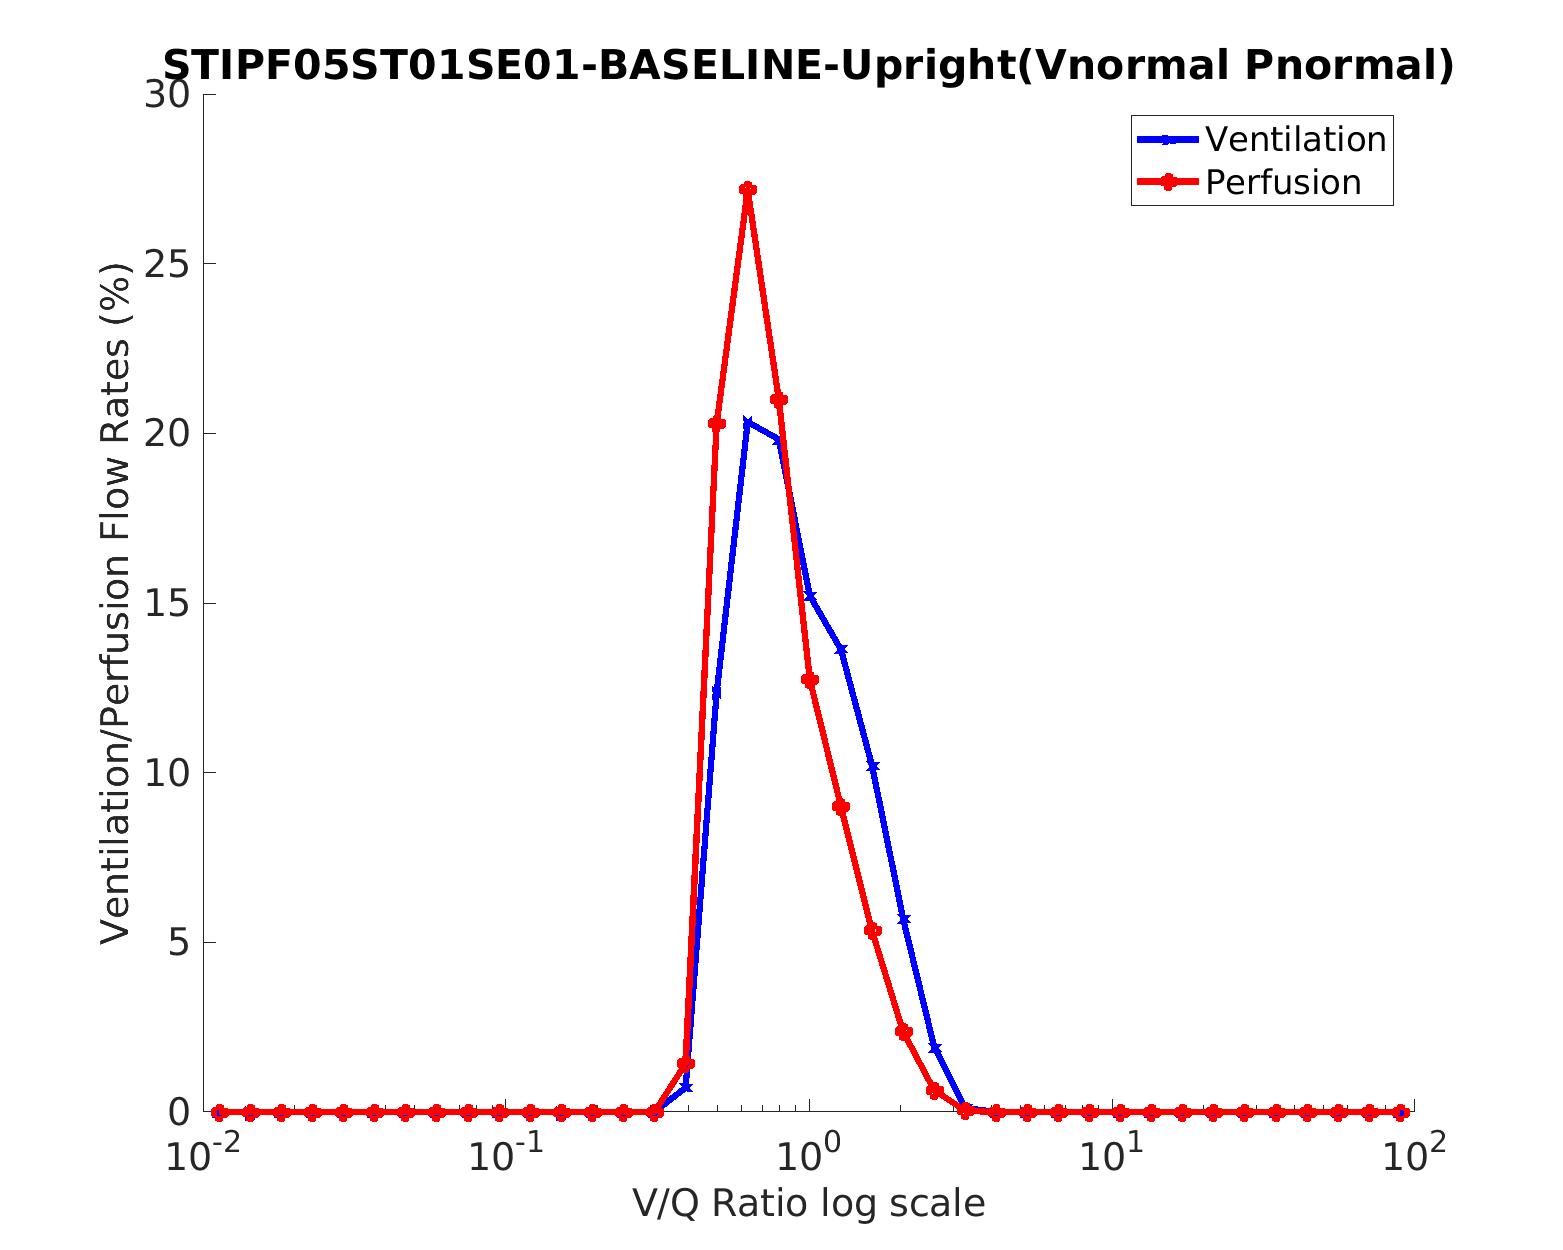 STIPF05ST01SE01-BASELINE-Upright(Vnormal Pnormal)
30
25
20
15
10
5
0
Ventilation/Perfusion Flow Rates (%)
Ventilation
Perfusion
10^-2 10^-1 10^0 10^1 10^2
V/Q Ratio log scale